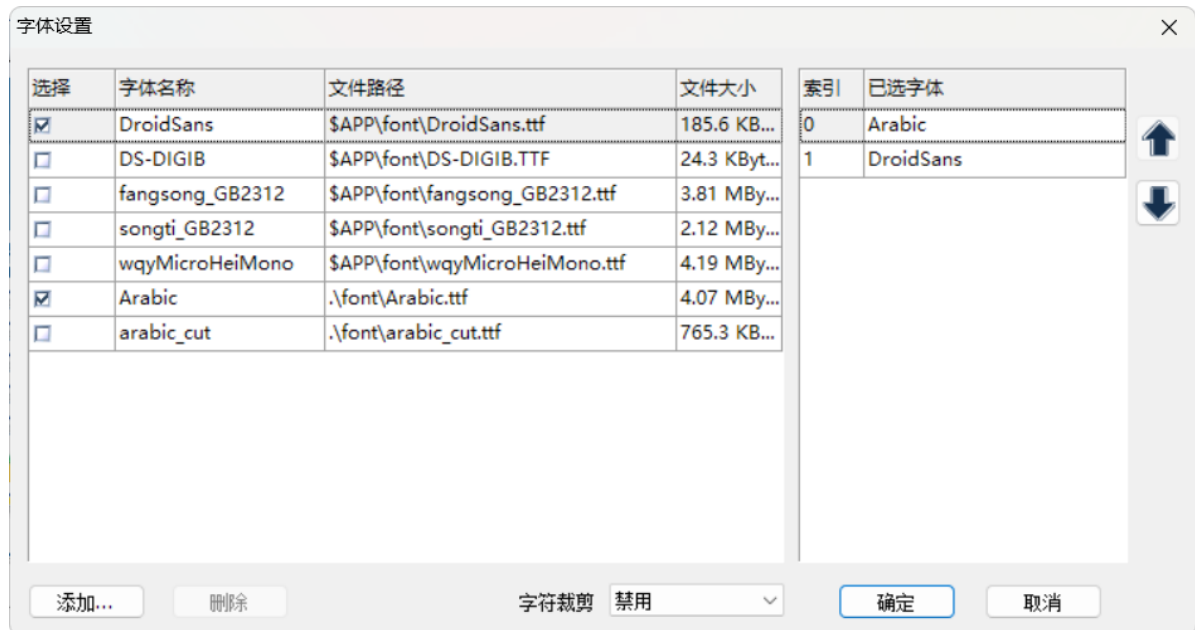 字体设置
选择 字体名称 文件路径 文件大小 索引 已选字体
DroidSans $APP\font\DroidSans.ttf 185.6 KB... 0 Arabic
DS-DIGIB $APP\font\DS-DIGIB.TTF 24.3 KByt... 1 DroidSans
fangsong_GB2312 $APP\font\fangsong_GB2312.ttf 3.81 MBy...
songti_GB2312 $APP\font\songti_GB2312.ttf 2.12 MBy...
wqyMicroHeiMono $APP\font\wqyMicroHeiMono.ttf 4.19 MBy...
Arabic .\font\Arabic.ttf 4.07 MBy...
arabic_cut .\font\arabic_cut.ttf 765.3 KB...
添加... 删除 字符裁剪 禁用 确定 取消